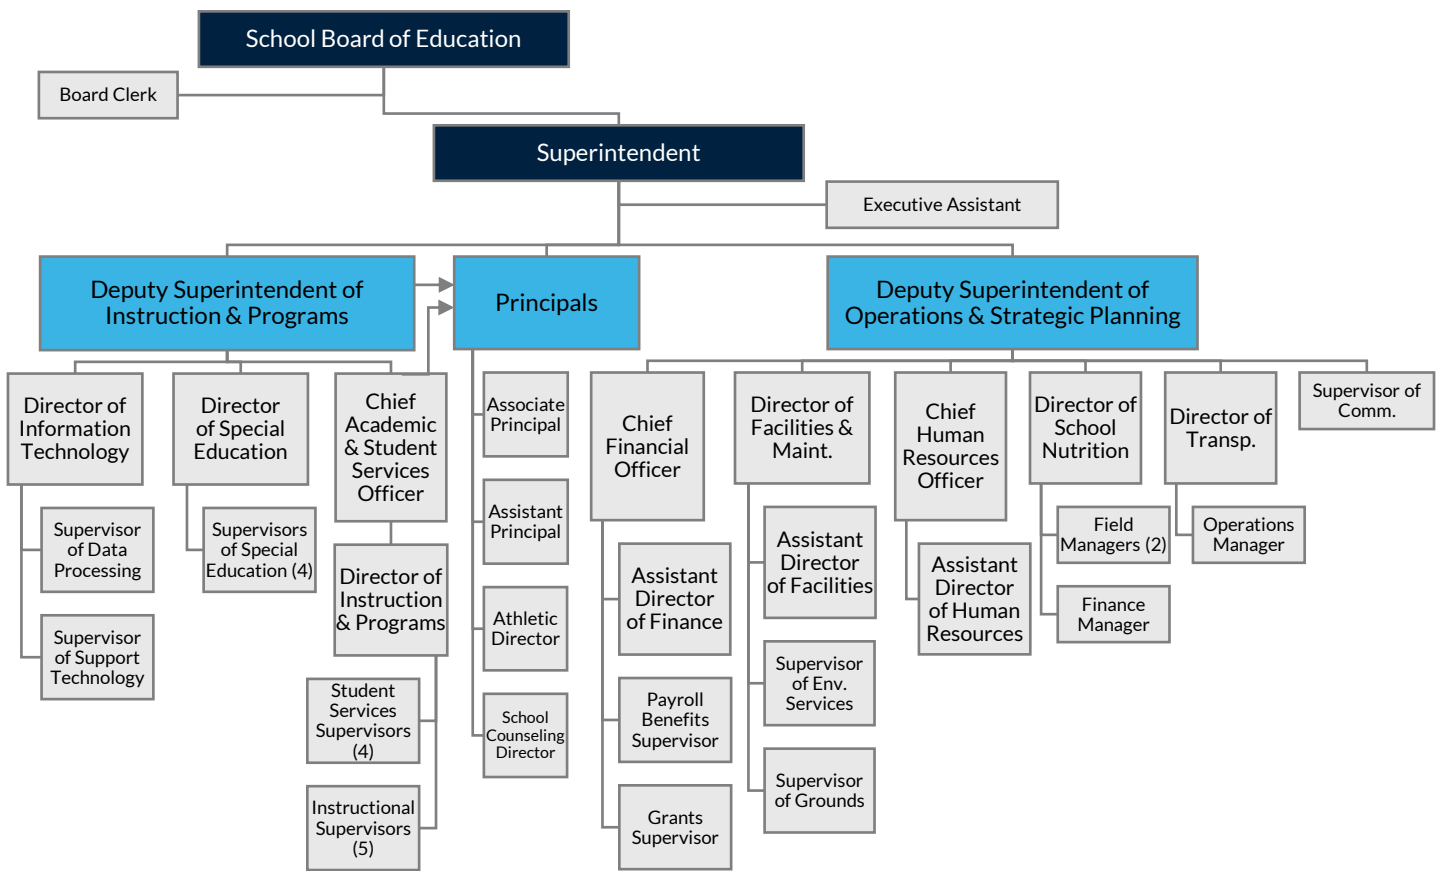 School Board of Education
Board Clerk
Superintendent
Executive Assistant
Deputy Superintendent of
Instruction & Programs
Principals
Deputy Superintendent of
Operations & Strategic Planning
Director of
Information
Technology
Supervisor
of Data
Processing
Supervisor
of Support
Technology
Director
of Special
Education
Supervisors
of Special
Education (4)
Chief
Academic
& Student
Services
Officer
Director of
Instruction
& Programs
Student
Services
Supervisors
(4)
Instructional
Supervisors
(5)
Associate
Principal
Assistant
Principal
Athletic
Director
School
Counseling
Director
Chief
Financial
Officer
Assistant
Director
of Finance
Payroll
Benefits
Supervisor
Grants
Supervisor
Director of
Facilities &
Maint.
Assistant
Director
of Facilities
Supervisor
of Env.
Services
Supervisor
of Grounds
Chief
Human
Resources
Officer
Assistant
Director
of Human
Resources
Director of
School
Nutrition
Field
Managers (2)
Finance
Manager
Director of
Transp.
Operations
Manager
Supervisor of
Comm.